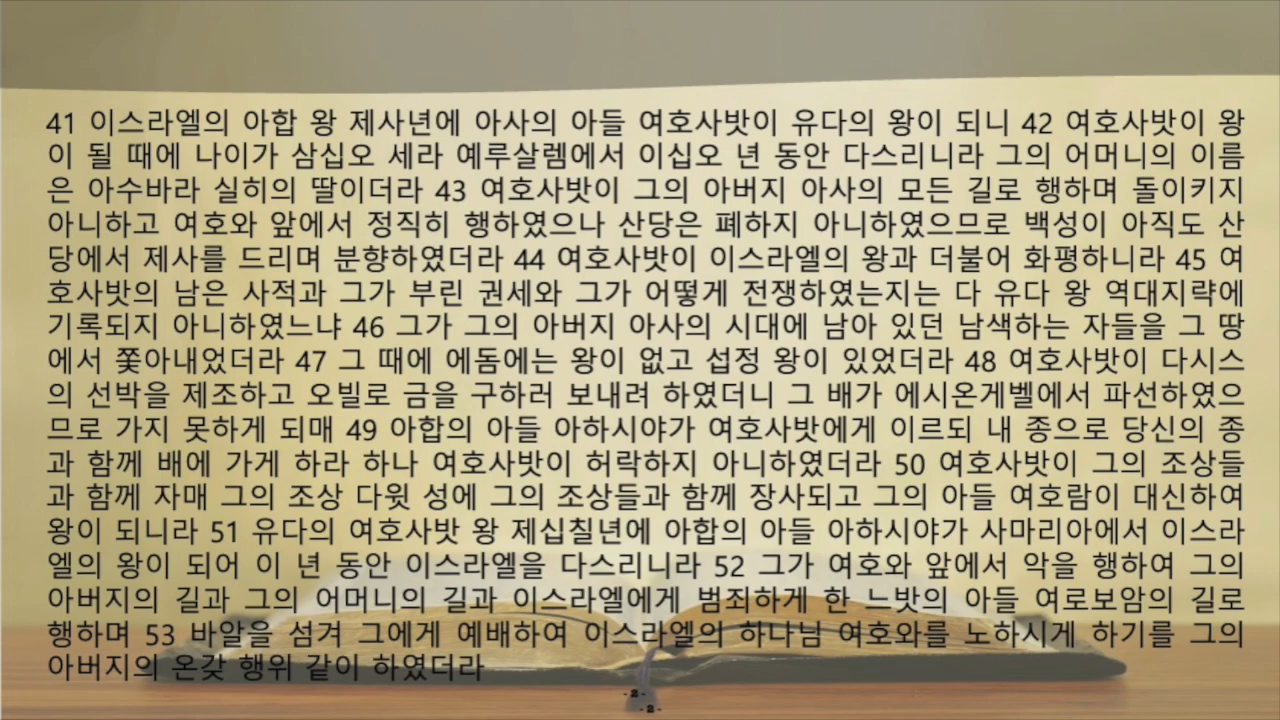 41 이스라엘의 아합 왕 제사년에 아사의 아들 여호사밧이 유다의 왕이 되니 42 여호사밧이 왕
이 될 때에 나이가 삼십오 세라 예루살렘에서 이십오 년 동안 다스리니라 그의 어머니의 이름
은 아수바라 실히의 딸이더라 43 여호사밧이 그의 아버지 아사의 모든 길로 행하며 돌이키지
아니하고 여호와 앞에서 정직히 행하였으나 산당은 폐하지 아니하였으므로 백성이 아직도 산
당에서 제사를 드리며 분향하였더라 44 여호사밧이 이스라엘의 왕과 더불어 화평하니라 45 여
호사밧의 남은 사적과 그가 부린 권세와 그가 어떻게 전쟁하였는지는 다 유다 왕 역대지략에
기록되지 아니하였느냐 46 그가 그의 아버지 아사의 시대에 남아 있던 남색하는 자들을 그 땅
에서 쫓아내었더라 47 그 때에 에돔에는 왕이 없고 섭정 왕이 있었더라 48 여호사밧이 다시스
의 선박을 제조하고 오빌로 금을 구하러 보내려 하였더니 그 배가 에시온게벨에서 파선하였으
므로 가지 못하게 되매 49 아합의 아들 아하시야가 여호사밧에게 이르되 내 종으로 당신의 종
과 함께 배에 가게 하라 하나 여호사밧이 허락하지 아니하였더라 50 여호사밧이 그의 조상들
과 함께 자매 그의 조상 다윗 성에 그의 조상들과 함께 장사되고 그의 아들 여호람이 대신하여
왕이 되니라 51 유다의 여호사밧 왕 제십칠년에 아합의 아들 아하시야가 사마리아에서 이스라
엘의 왕이 되어 이 년 동안 이스라엘을 다스리니라 52 그가 여호와 앞에서 악을 행하여 그의
아버지의 길과 그의 어머니의 길과 이스라엘에게 범죄하게 한 느밧의 아들 여로보암의 길로
행하며 53 바알을 섬겨 그에게 예배하여 이스라엘의 하나님 여호와를 노하시게 하기를 그의
아버지의 온갖 행위 같이 하였더라
- 2 -
- 2 -